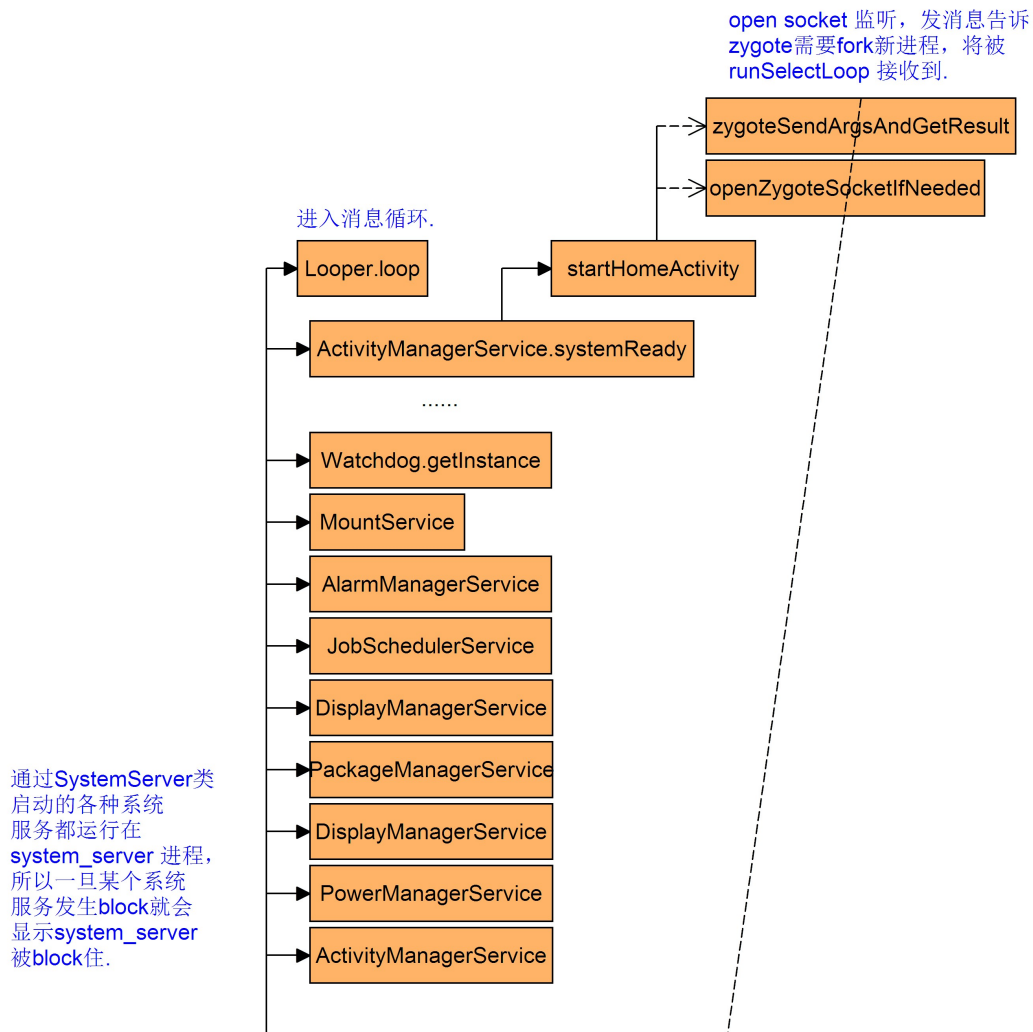 open socket 监听，发消息告诉
zygote需要fork新进程，将被
runSelectLoop 接收到.
zygoteSendArgsAndGetResult
openZygoteSocketIfNeeded
进入消息循环.
Looper.loop
startHomeActivity
ActivityManagerService.systemReady
......
Watchdog.getInstance
MountService
AlarmManagerService
JobSchedulerService
DisplayManagerService
PackageManagerService
DisplayManagerService
PowerManagerService
ActivityManagerService
通过SystemServer类
启动的各种系统
服务都运行在
system_server 进程，
所以一旦某个系统
服务发生block就会
显示system_server
被block住.